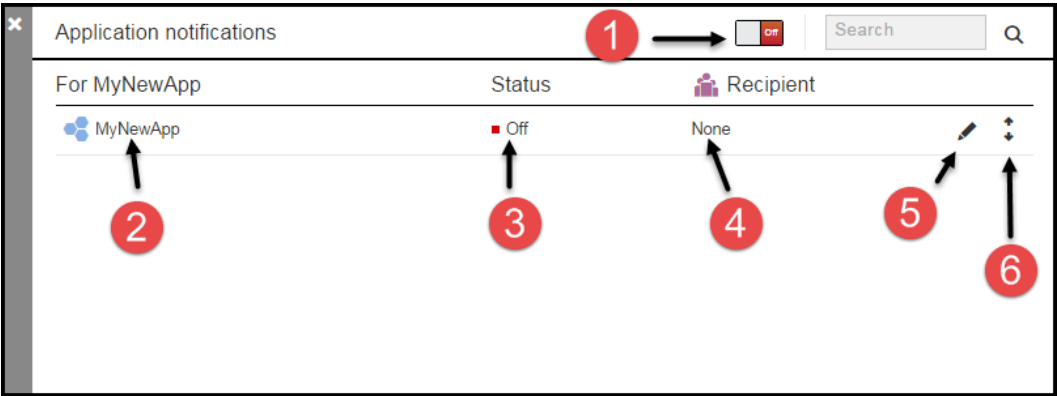 Application notifications
1
Off
Search
For MyNewApp
Status
Recipient
MyNewApp
Off
None
2
3
4
5
6